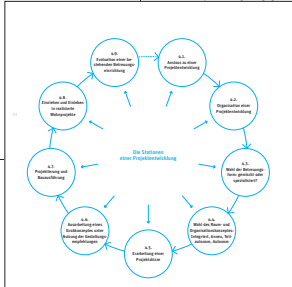 4.9.
Evaluation einer be-
stehenden Betreuungs-
einrichtung
4.1.
Anstoss zu einer
Projektentwicklung
4.8.
Einziehen und Einleben
in realisierte
Wohnprojekte
4.2.
Organisation einer
Projektentwicklung
Die Stationen
einer Projektentwicklung
4.7.
Projektierung und
Bauausführung
4.3.
Wahl der Betreuungs-
form: gemischt oder
spezialisiert?
4.6.
Ausarbeitung eines
Grobkonzeptes unter
Nutzung der Gestaltungs-
empfehlungen
4.4.
Wahl des Raum- und
Organisationskonzeptes:
Integriert, Annex, Teil-
autonom, Autonom
4.5.
Erarbeitung einer
Projektskizze